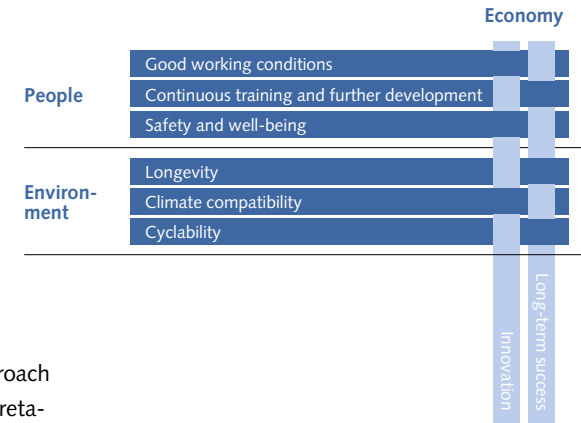 Economy
People
Good working conditions
Continuous training and further development
Safety and well-being
Environ-
ment
Longevity
Climate compatibility
Cyclability
Innovation
Long-term success
roach
reta-